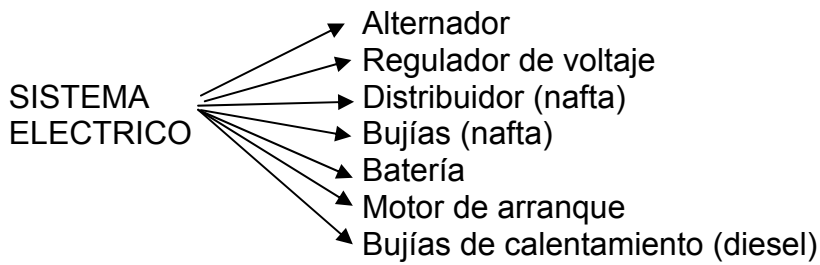 SISTEMA
ELECTRICO
Alternador
Regulador de voltaje
Distribuidor (nafta)
Bujías (nafta)
Batería
Motor de arranque
Bujías de calentamiento (diesel)